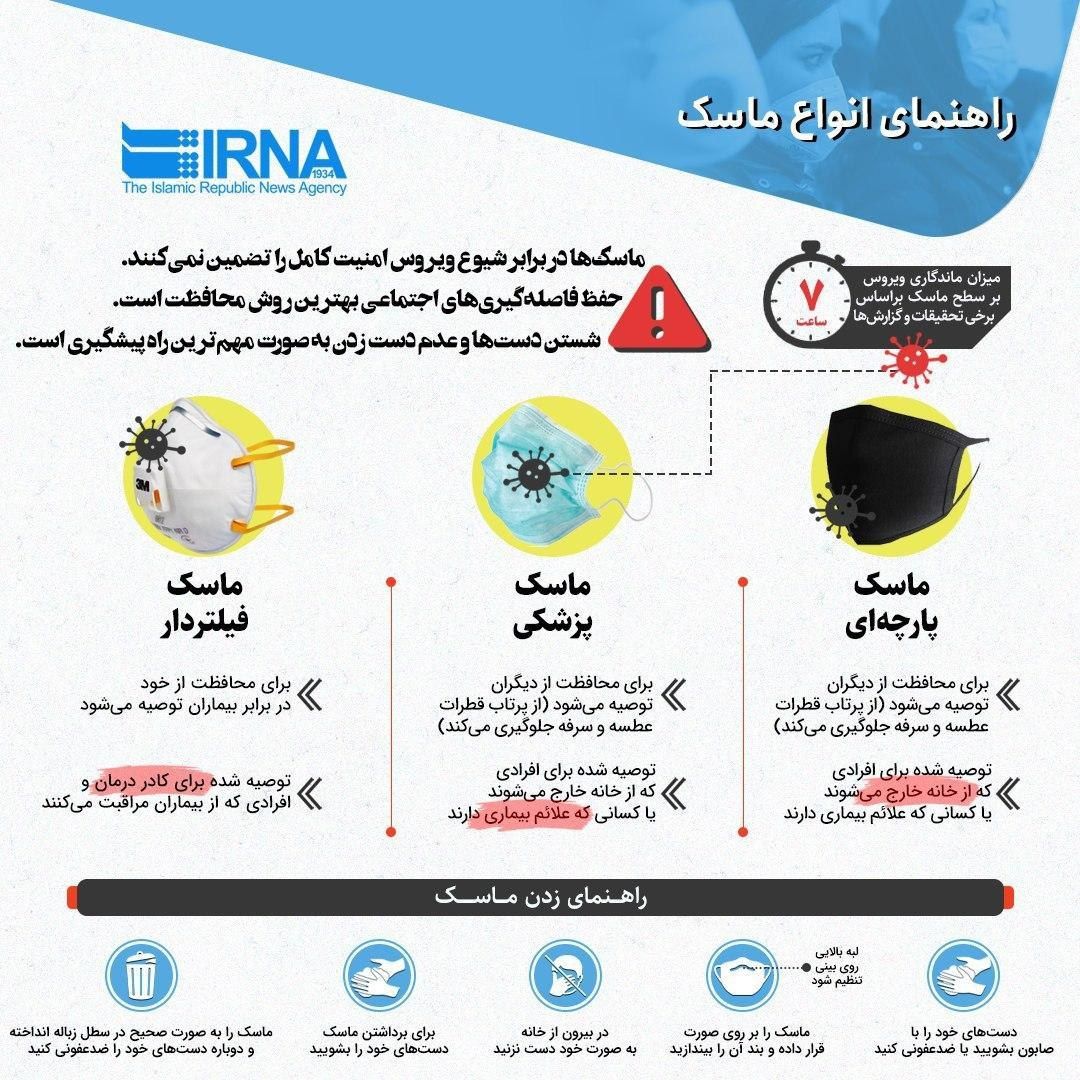 راهنمای انواع ماسک
IRNA
1934
The Islamic Republic News Agency
ماسک‌ها در برابر شیوع ویروس امنیت کامل را تضمین نمی‌کنند.
حفظ فاصله‌گیری‌های اجتماعی بهترین روش محافظت است.
شستن دست‌ها و عدم دست زدن به صورت مهم‌ترین راه پیشگیری است.
میزان ماندگاری ویروس
بر سطح ماسک براساس
برخی تحقیقات و گزارش‌ها
۷
ساعت
3M
ماسک
پارچه‌ای
برای محافظت از دیگران
توصیه می‌شود (از پرتاب قطرات
عطسه و سرفه جلوگیری می‌کند)
توصیه شده برای افرادی
که از خانه خارج می‌شوند
یا کسانی که علائم بیماری دارند
ماسک
پزشکی
برای محافظت از دیگران
توصیه می‌شود (از پرتاب قطرات
عطسه و سرفه جلوگیری می‌کند)
توصیه شده برای افرادی
که از خانه خارج می‌شوند
یا کسانی که علائم بیماری دارند
ماسک
فیلتردار
برای محافظت از خود
در برابر بیماران توصیه می‌شود
توصیه شده برای کادر درمان و
افرادی که از بیماران مراقبت می‌کنند
راهنمای زدن ماسک
دست‌های خود را با
صابون بشویید یا ضدعفونی کنید
لبه بالایی
روی بینی
تنظیم شود
ماسک را بر روی صورت
قرار داده و بند آن را بیندازید
در بیرون از خانه
به صورت خود دست نزنید
برای برداشتن ماسک
دست‌های خود را بشویید
ماسک را به صورت صحیح در سطل زباله انداخته
و دوباره دست‌های خود را ضدعفونی کنید